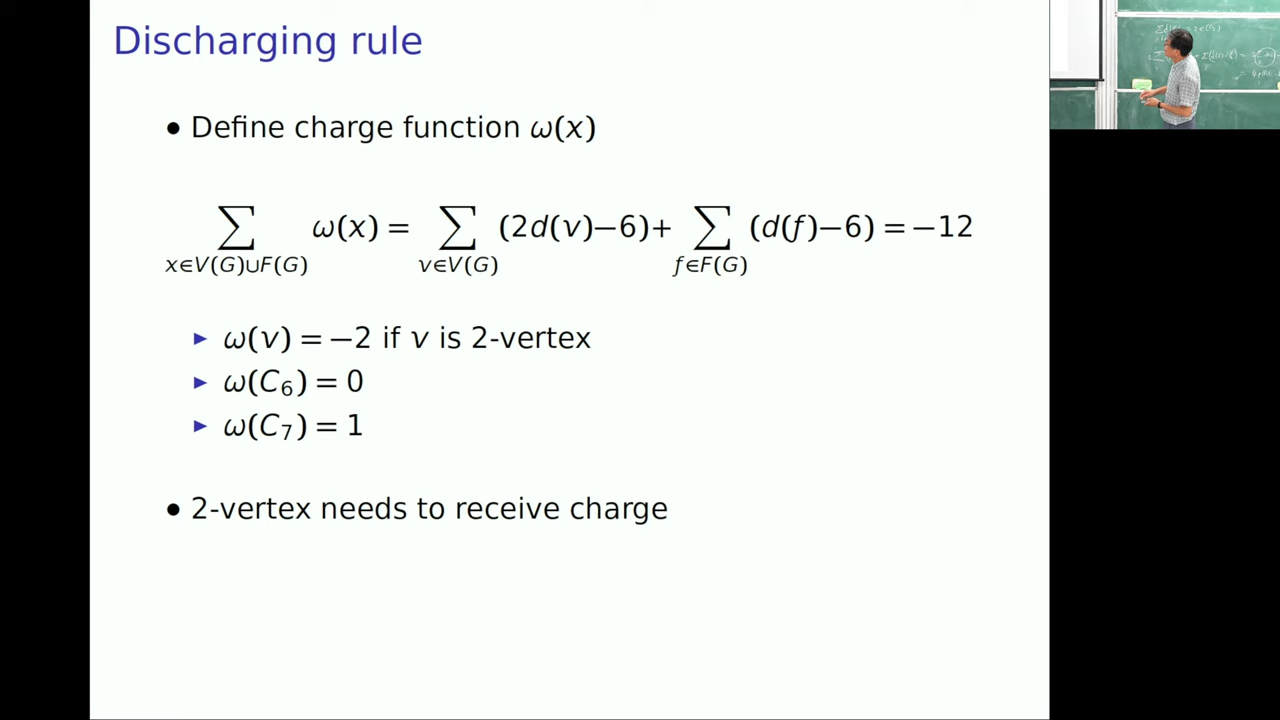 Discharging rule
• Define charge function ω(x)
∑ ω(x) = ∑ (2d(v)−6)+ ∑ (d(f)−6) = −12
x∈V(G)∪F(G) v∈V(G) f∈F(G)
▶ ω(v) = −2 if v is 2-vertex
▶ ω(C₆) = 0
▶ ω(C₇) = 1
• 2-vertex needs to receive charge